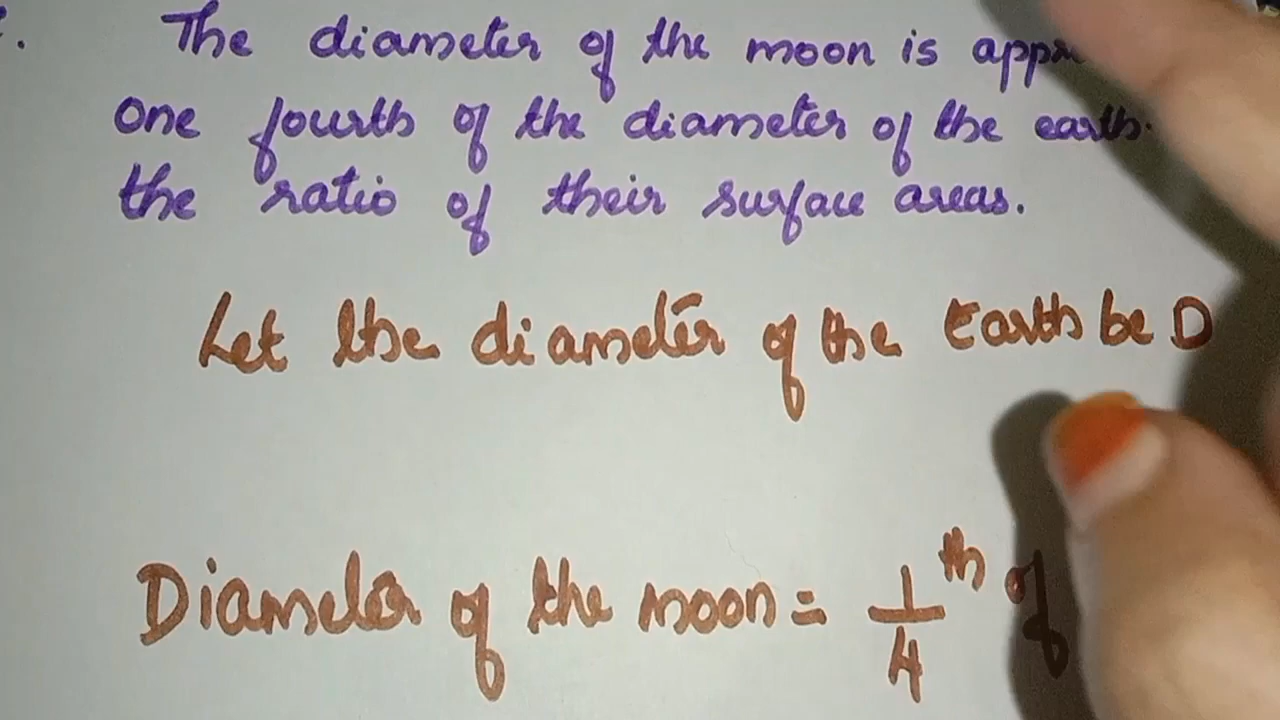 The diameter of the moon is
One fourth of the diameter of the earth.
the ratio of their surface areas.
Let the diameter of the Earth be D
Diameter of the moon = 1/4 th of